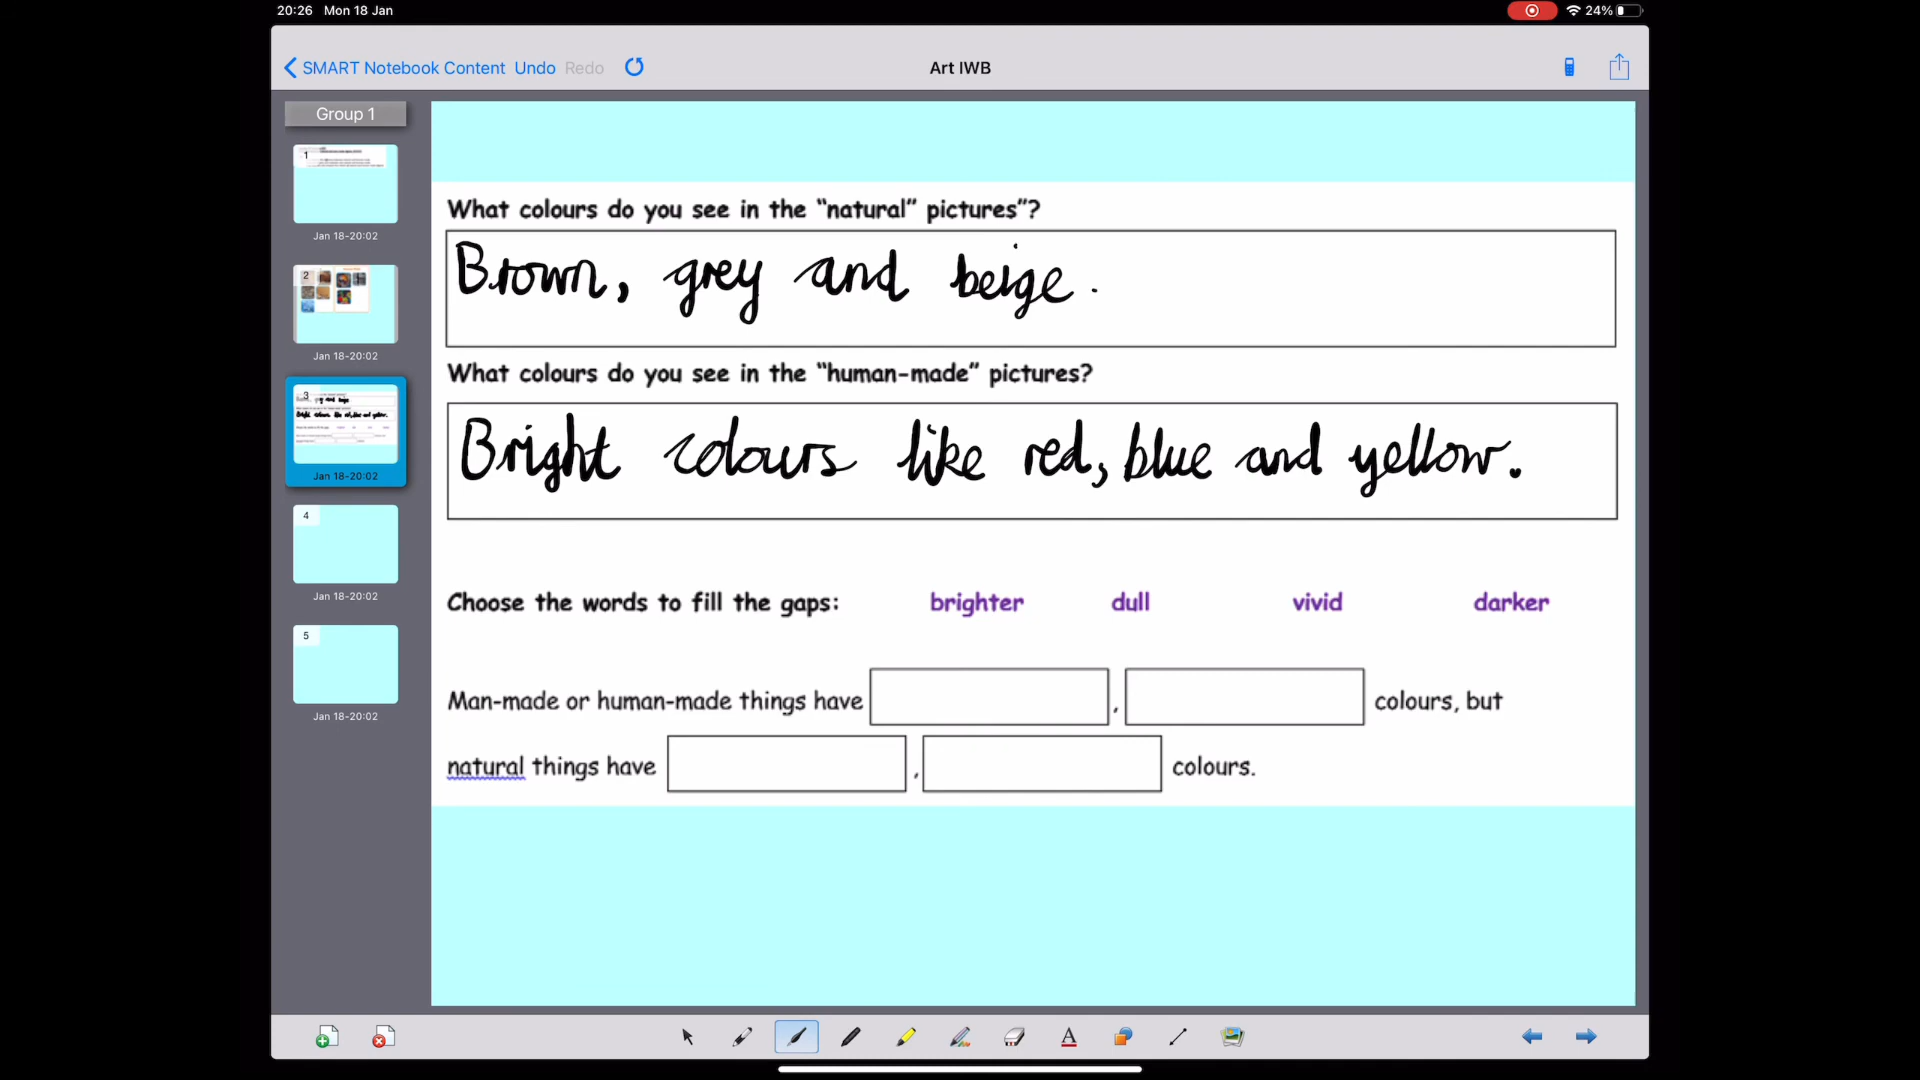 20:26 Mon 18 Jan 24%
SMART Notebook Content Undo Redo Art IWB
Group 1
1
Jan 18-20:02
2
Jan 18-20:02
3
Jan 18-20:02
4
Jan 18-20:02
5
Jan 18-20:02
What colours do you see in the “natural” pictures”?
Brown, grey and beige.
What colours do you see in the “human-made” pictures?
Bright colours like red, blue and yellow.
Choose the words to fill the gaps: brighter dull vivid darker
Man-made or human-made things have , colours, but
natural things have , colours.
A